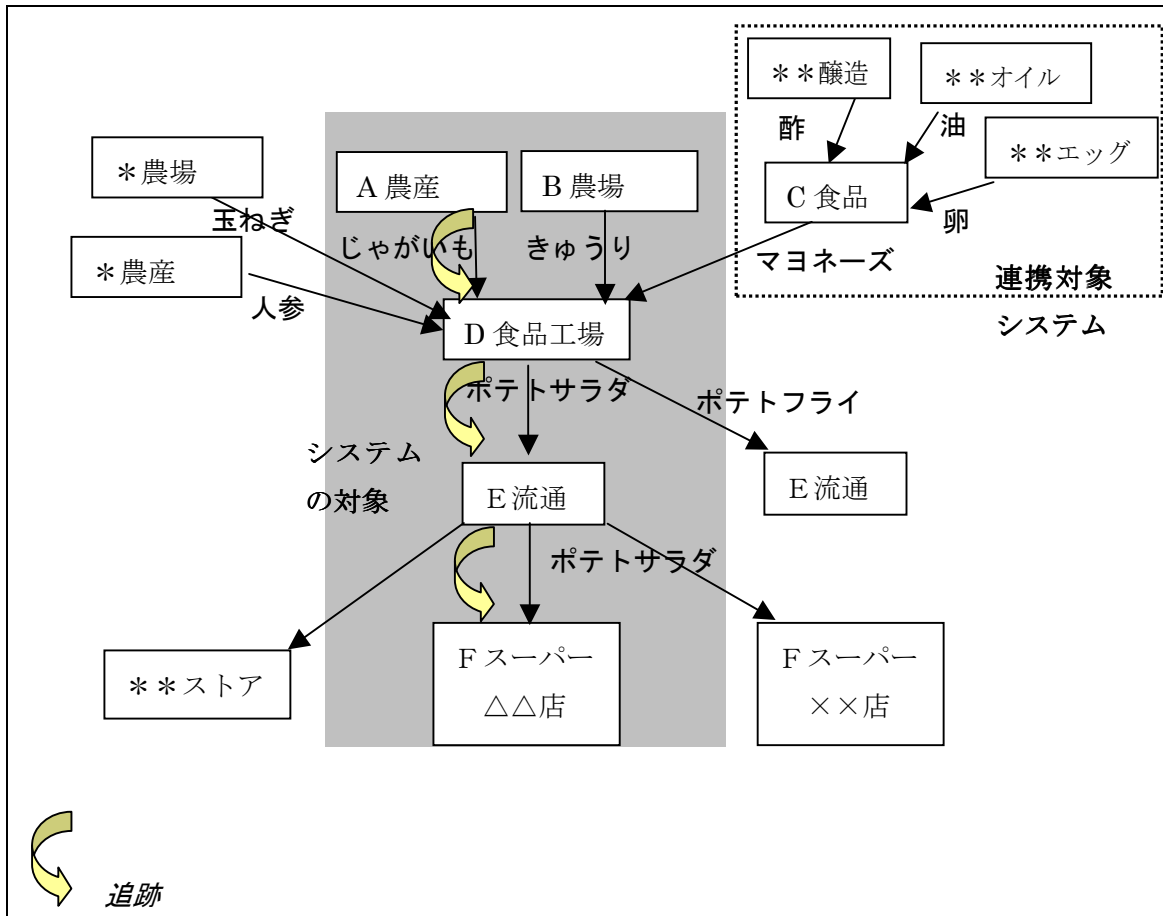 ＊＊醸造
＊＊オイル
酢
油
＊＊エッグ
＊農場
A 農産
B 農場
C 食品
卵
玉ねぎ
じゃがいも
きゅうり
マヨネーズ
＊農産
連携対象
システム
人参
D 食品工場
ポテトサラダ
ポテトフライ
システム
の対象
E 流通
E 流通
ポテトサラダ
＊＊ストア
F スーパー
△△店
F スーパー
××店
追跡